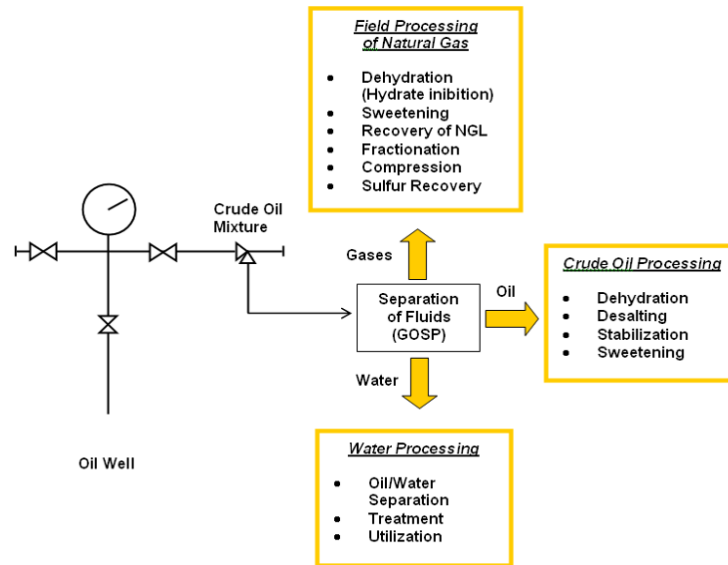 Field Processing
of Natural Gas
• Dehydration
(Hydrate inibition)
• Sweetening
• Recovery of NGL
• Fractionation
• Compression
• Sulfur Recovery
Crude Oil
Mixture
Gases
Crude Oil Processing
• Dehydration
• Desalting
• Stabilization
• Sweetening
Oil
Separation
of Fluids
(GOSP)
Water
Oil Well
Water Processing
• Oil/Water
Separation
• Treatment
• Utilization